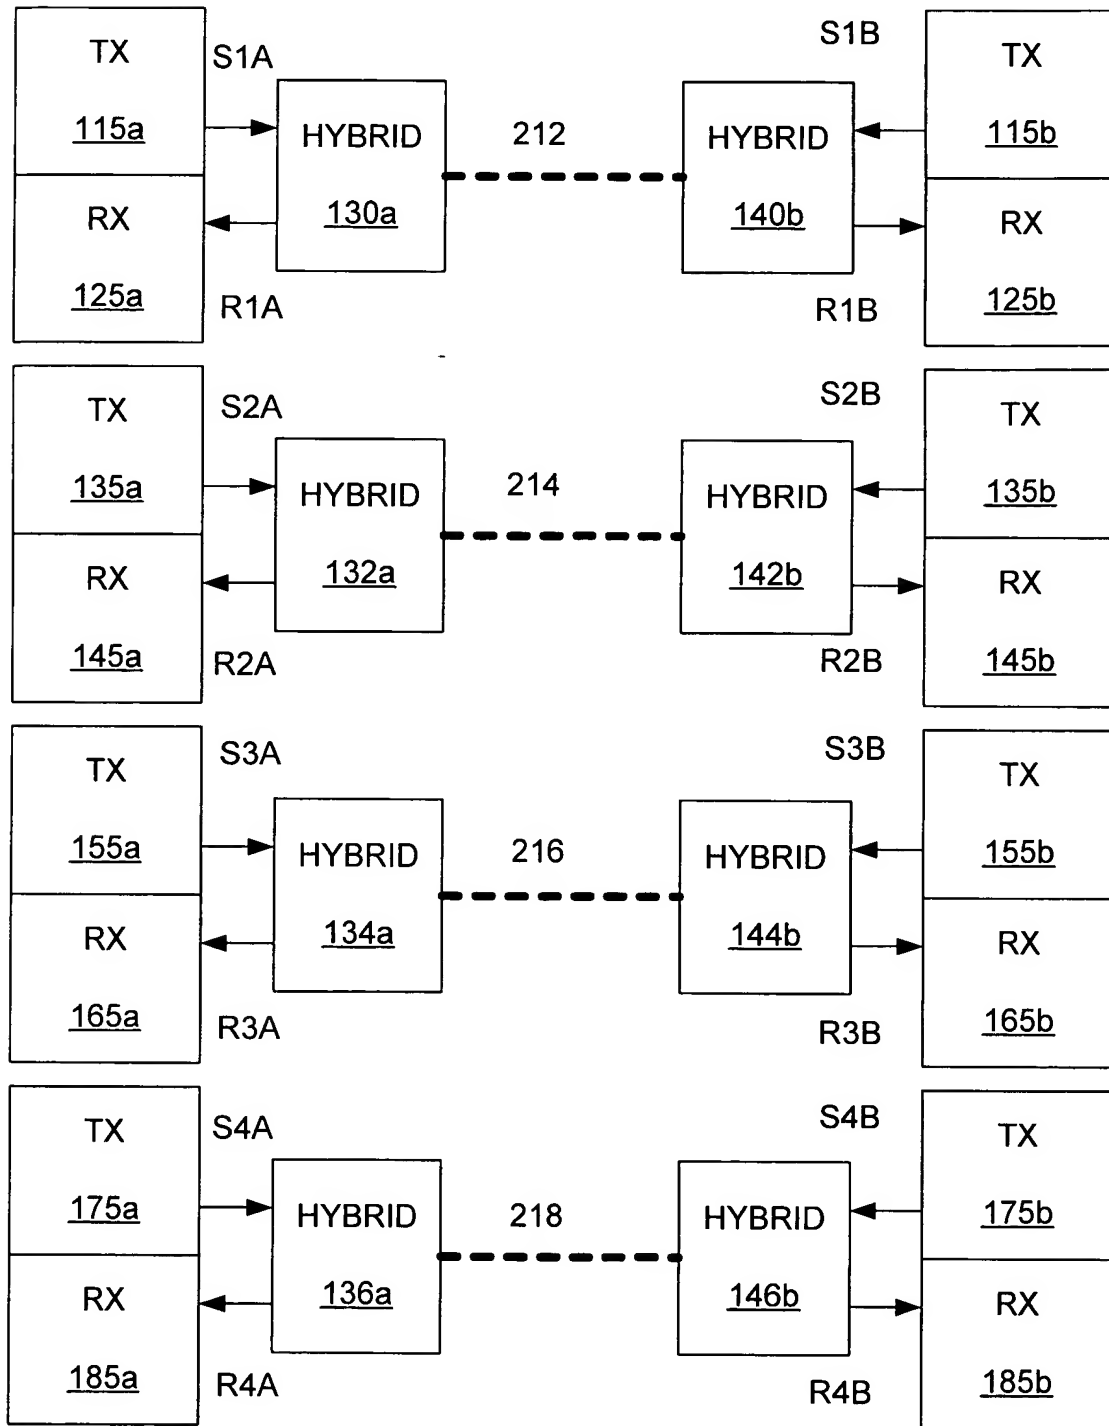 TX
S1A
115a
HYBRID
130a
RX
125a
R1A
212
S1B
TX
115b
HYBRID
140b
RX
125b
R1B
TX
S2A
135a
HYBRID
132a
RX
145a
R2A
214
S2B
TX
135b
HYBRID
142b
RX
145b
R2B
TX
S3A
155a
HYBRID
134a
RX
165a
R3A
216
S3B
TX
155b
HYBRID
144b
RX
165b
R3B
TX
S4A
175a
HYBRID
136a
RX
185a
R4A
218
S4B
TX
175b
HYBRID
146b
RX
185b
R4B